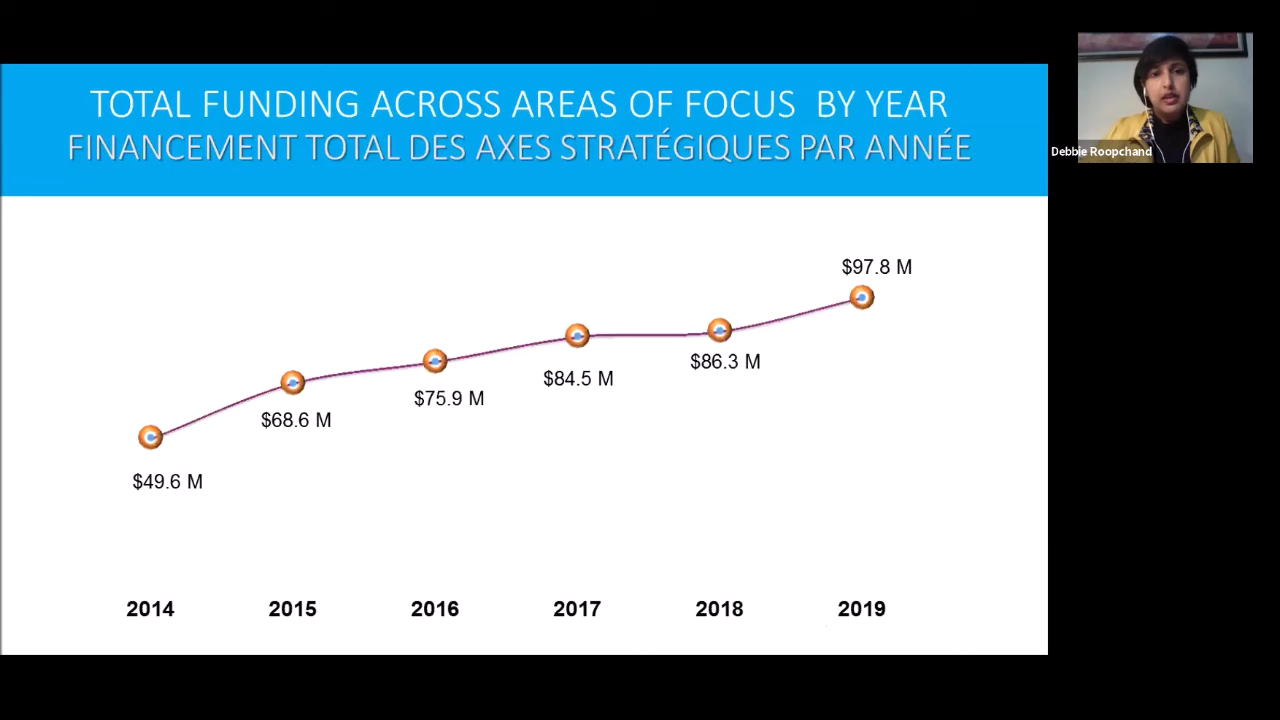 TOTAL FUNDING ACROSS AREAS OF FOCUS BY YEAR
FINANCEMENT TOTAL DES AXES STRATÉGIQUES PAR ANNÉE
Debbie Roopchand
$97.8 M
$86.3 M
$84.5 M
$75.9 M
$68.6 M
$49.6 M
2014 2015 2016 2017 2018 2019